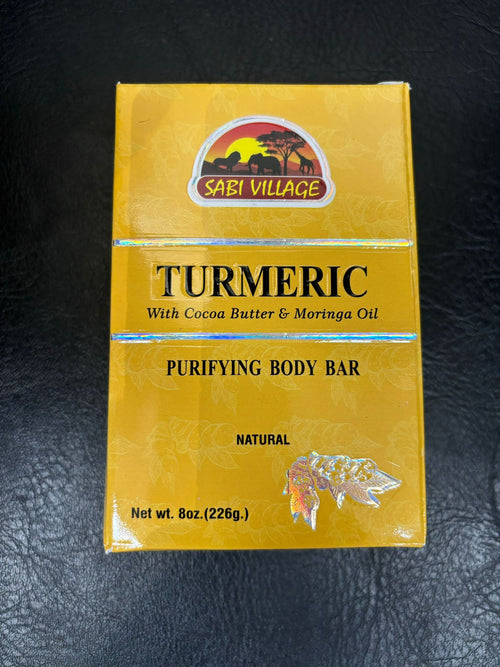 SABI VILLAGE
TURMERIC
With Cocoa Butter & Moringa Oil
PURIFYING BODY BAR
NATURAL
Net wt. 8oz.(226g.)